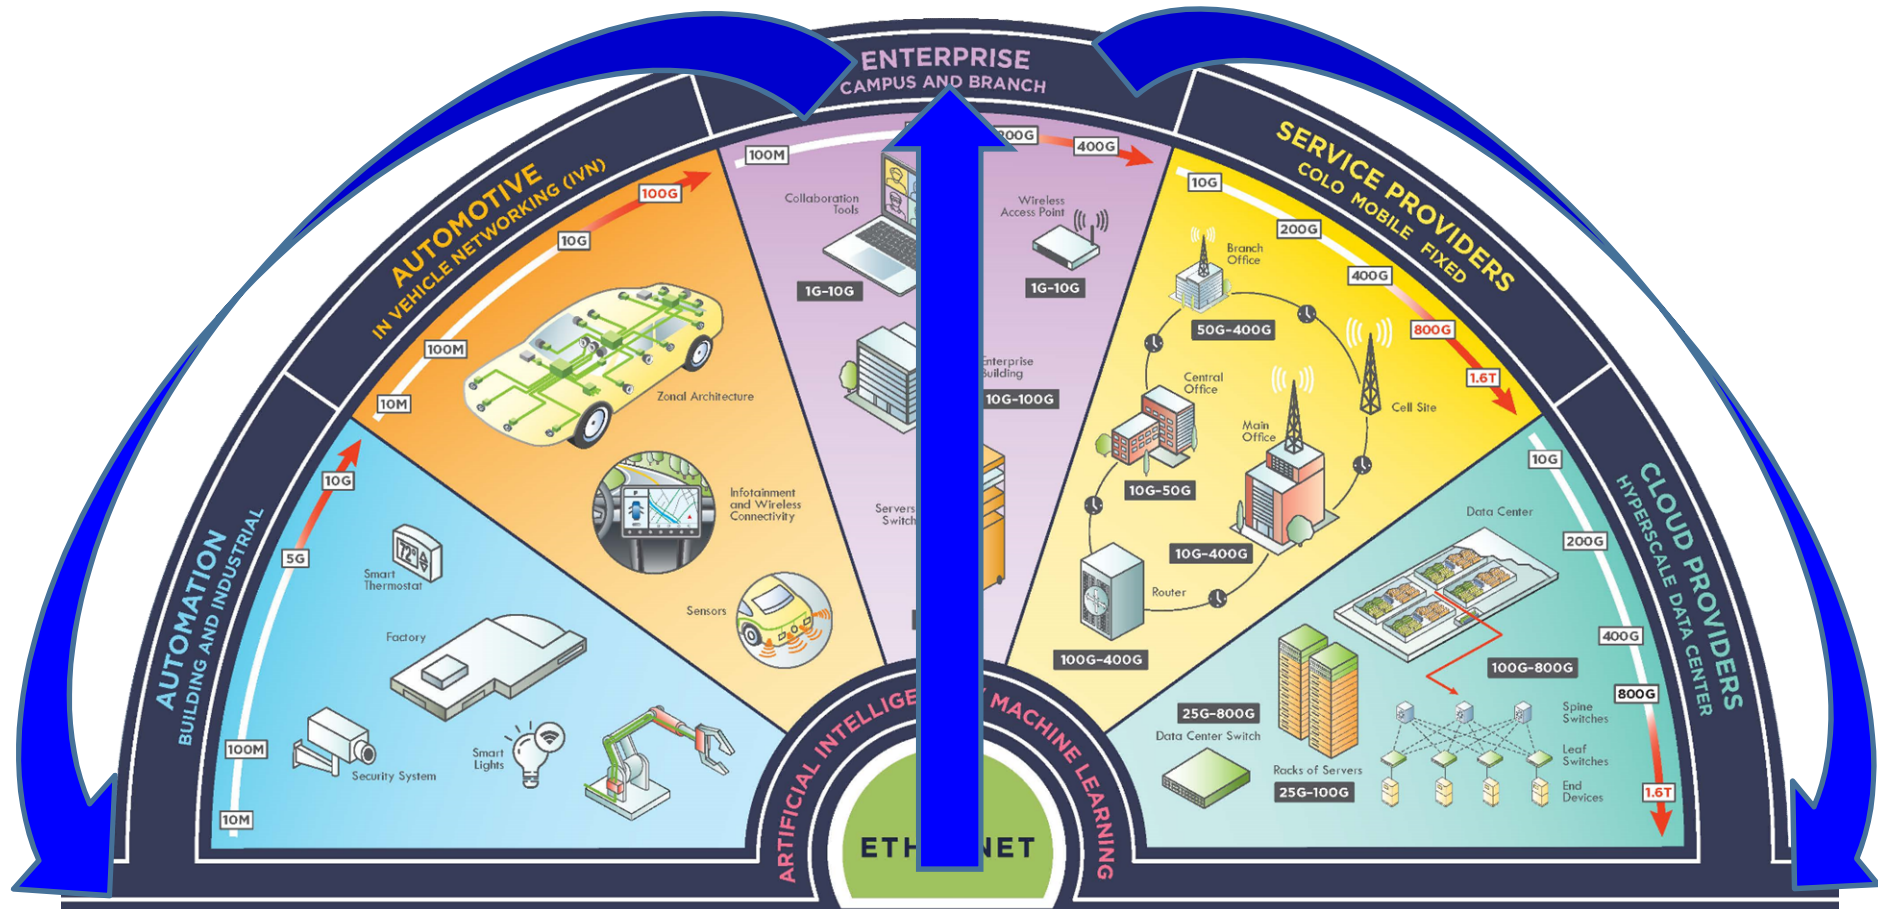 ENTERPRISE
CAMPUS AND BRANCH
AUTOMOTIVE
IN VEHICLE NETWORKING (IVN)
SERVICE PROVIDERS
COLO MOBILE FIXED
AUTOMATION
BUILDING AND INDUSTRIAL
CLOUD PROVIDERS
HYPERSCALE DATA CENTER
10M
100M
5G
10G
Smart
Thermostat
Factory
Security System
Smart
Lights
72°
10M
100M
10G
100G
Zonal Architecture
Infotainment
and Wireless
Connectivity
Sensors
100M
400G
Collaboration
Tools
1G-10G
Wireless
Access Point
1G-10G
Enterprise
Building
10G-100G
Servers
10G
200G
400G
800G
1.6T
Branch
Office
50G-400G
Central
Office
10G-50G
Main
Office
10G-400G
Cell Site
Router
100G-400G
10G
200G
400G
800G
1.6T
Data Center
100G-800G
25G-800G
Data Center Switch
Racks of Servers
25G-100G
Spine
Switches
Leaf
Switches
End
Devices
MACHINE LEARNING
ARTIFICIAL